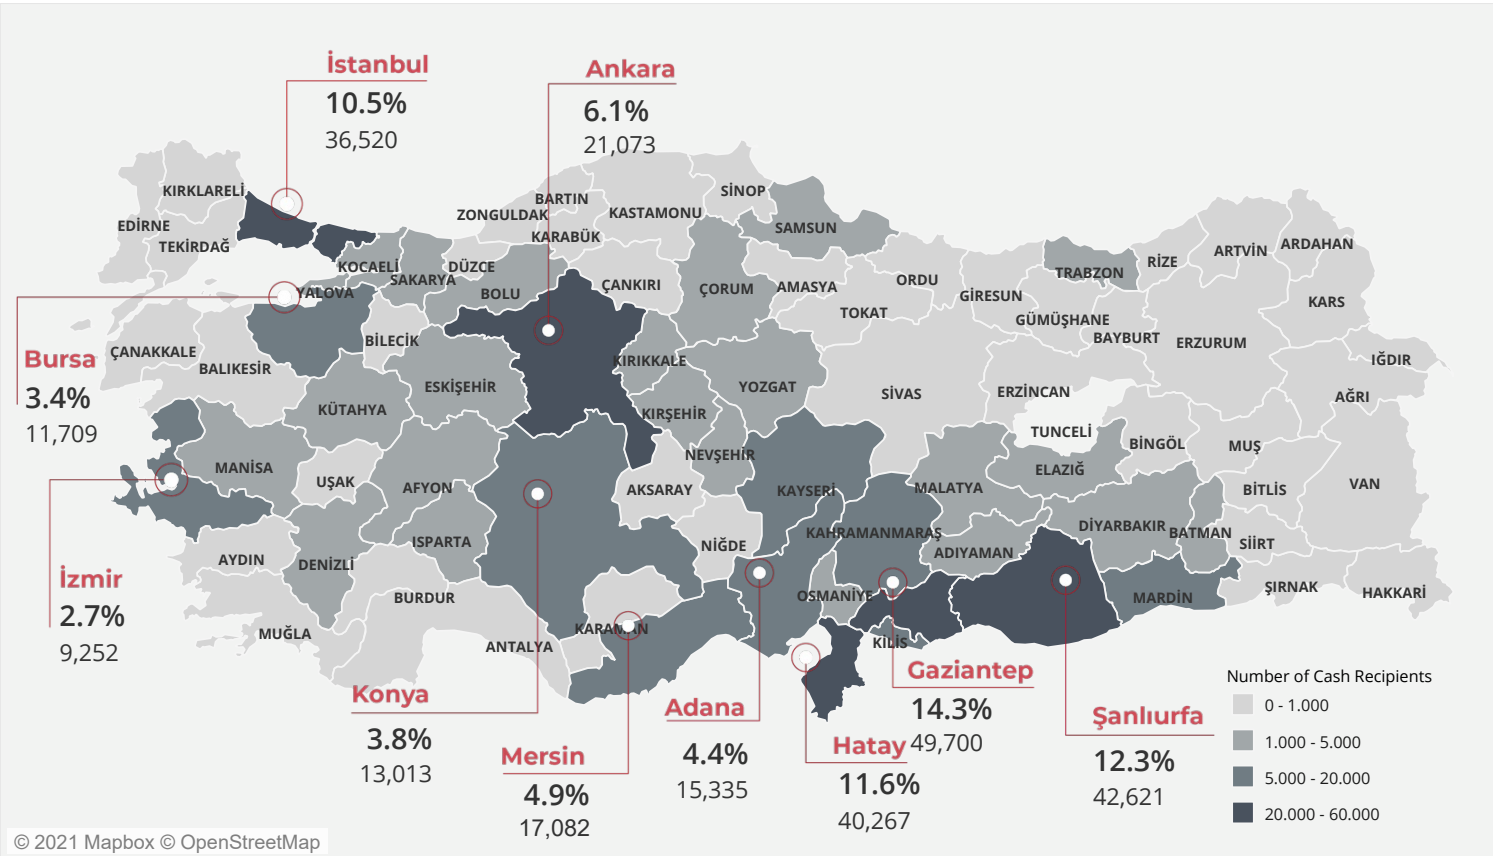 İstanbul
10.5%
36,520
Ankara
6.1%
21,073
KIRKLARELİ
EDİRNE
TEKİRDAĞ
BARTIN
ZONGULDAK
KARABÜK
KASTAMONU
SİNOP
SAMSUN
KOCAELİ
SAKARYA
DÜZCE
BOLU
ÇANKIRI
ÇORUM
AMASYA
TOKAT
ORDU
GİRESUN
TRABZON
RİZE
ARTVİN
ARDAHAN
KARS
GÜMÜŞHANE
BAYBURT
ERZURUM
IĞDIR
AĞRI
YALOVA
Bursa
3.4%
11,709
ÇANAKKALE
BALIKESİR
BİLECİK
ESKİŞEHİR
KÜTAHYA
KIRIKKALE
KIRŞEHİR
YOZGAT
SİVAS
ERZİNCAN
TUNCELİ
BİNGÖL
MUŞ
BİTLİS
VAN
MANİSA
UŞAK
AFYON
AKSARAY
NEVŞEHİR
KAYSERİ
MALATYA
ELAZIĞ
DİYARBAKIR
BATMAN
SİİRT
ŞIRNAK
HAKKARİ
AYDIN
DENİZLİ
ISPARTA
NİĞDE
KAHRAMANMARAŞ
ADIYAMAN
MARDİN
İzmir
2.7%
9,252
MUĞLA
BURDUR
ANTALYA
KARAMAN
OSMANİYE
KİLİS
Konya
3.8%
13,013
Mersin
4.9%
17,082
Adana
4.4%
15,335
Hatay
11.6%
40,267
Gaziantep
14.3%
49,700
Şanlıurfa
12.3%
42,621
Number of Cash Recipients
0 - 1.000
1.000 - 5.000
5.000 - 20.000
20.000 - 60.000
© 2021 Mapbox © OpenStreetMap